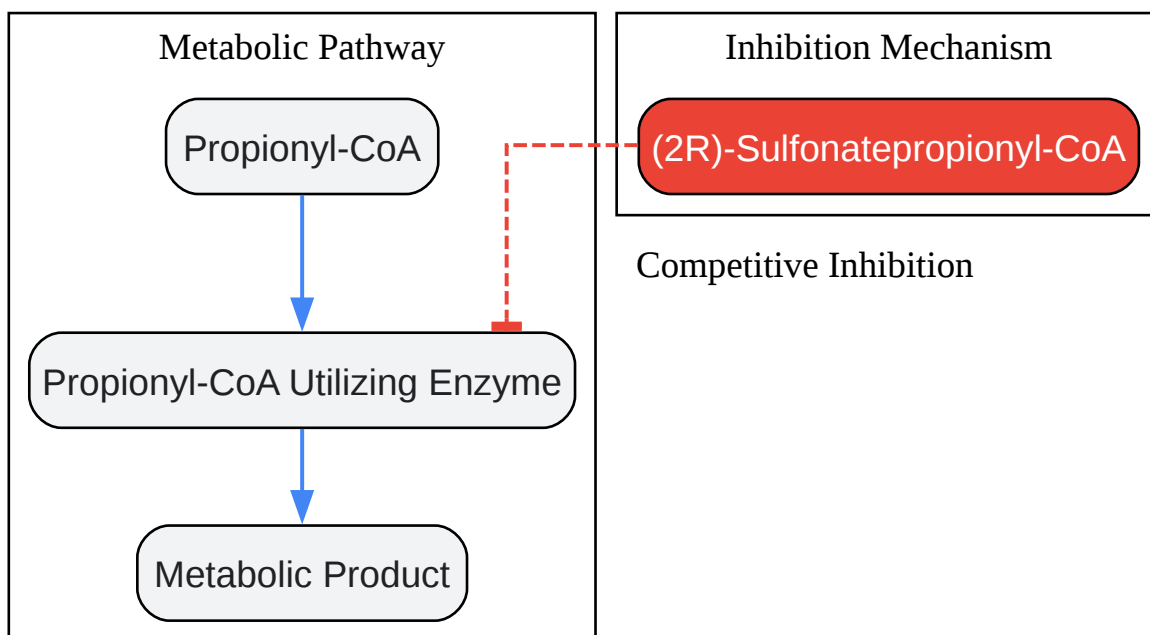 Metabolic Pathway
Propionyl-CoA
Propionyl-CoA Utilizing Enzyme
Metabolic Product
Inhibition Mechanism
(2R)-Sulfonatepropionyl-CoA
Competitive Inhibition